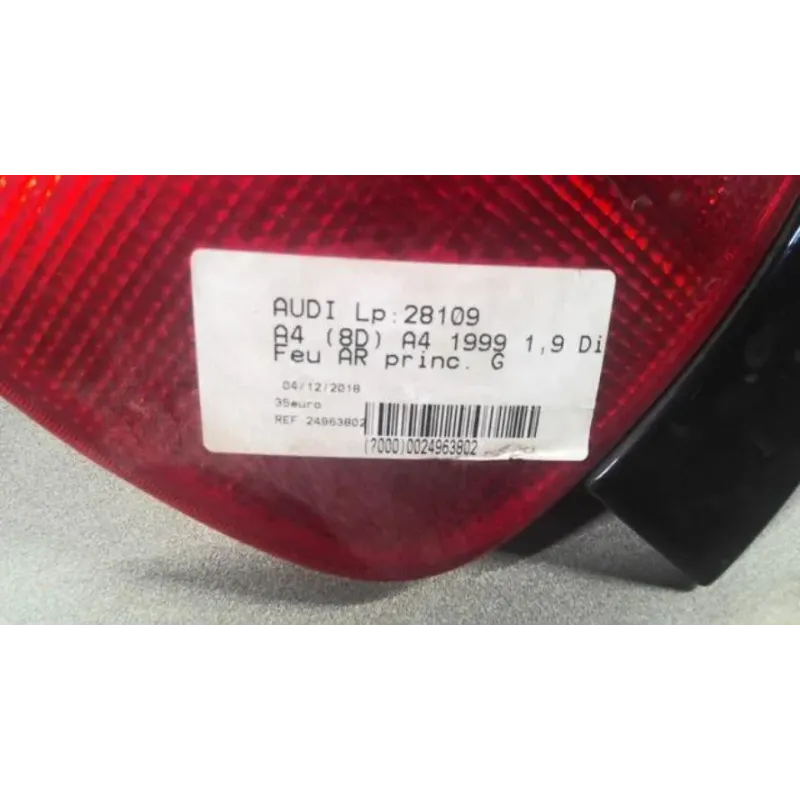 AUDI Lp:28109
A4 (8D) A4 1999 1,9 Di
Feu AR princ. G
04/12/2018
35euro
REF 24963802
(7000)0024963802